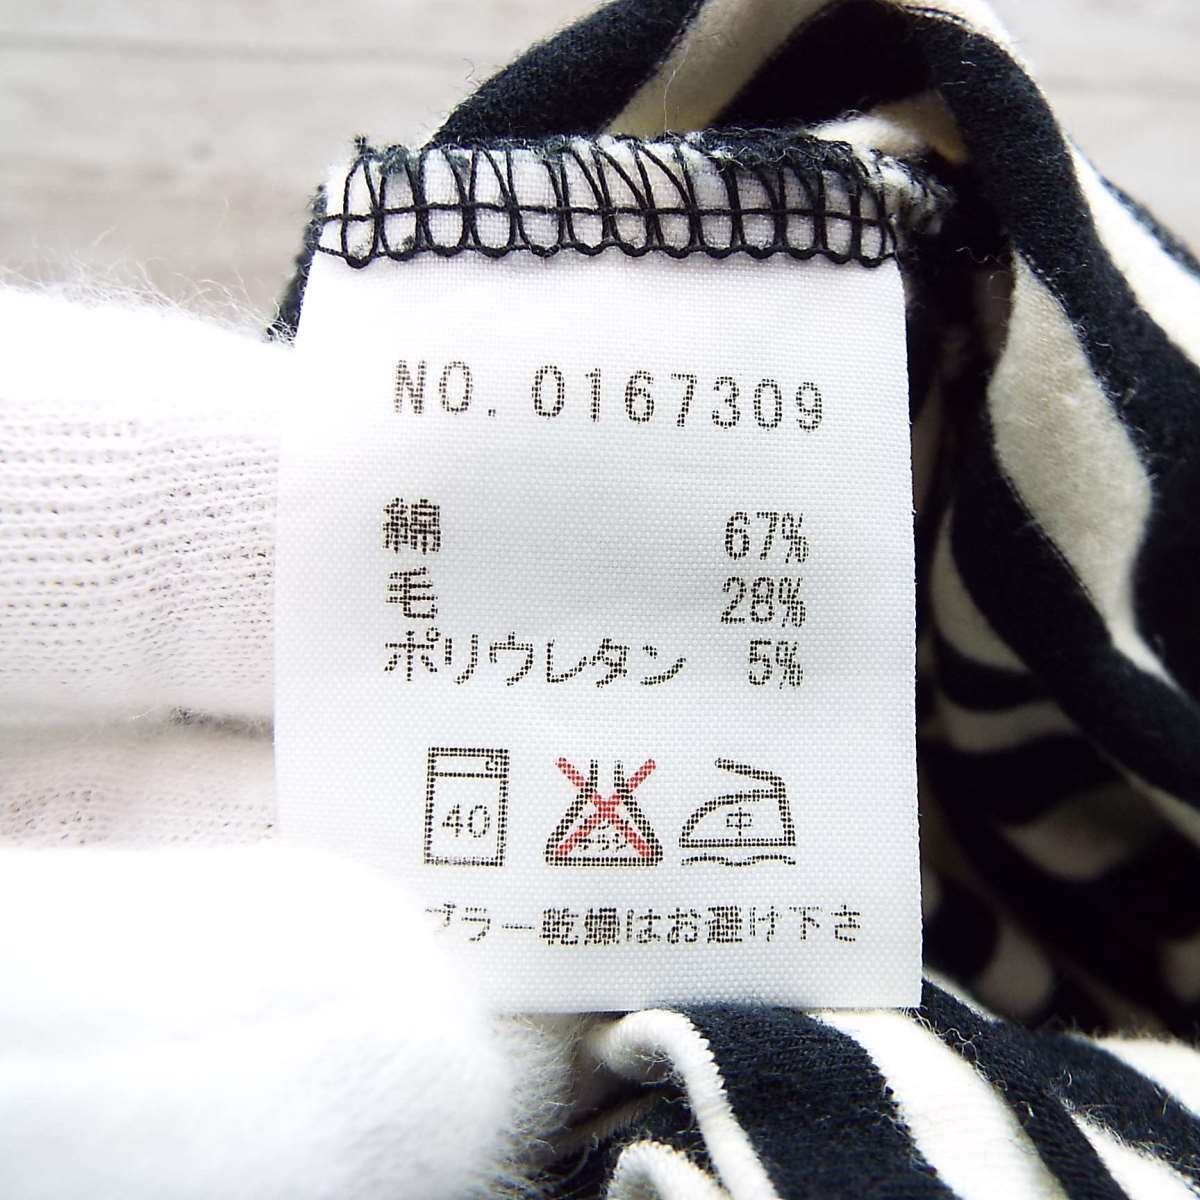 NO. 0167309
綿 67%
毛 28%
ポリウレタン 5%
40 中
ブラー乾燥はお避け下さ